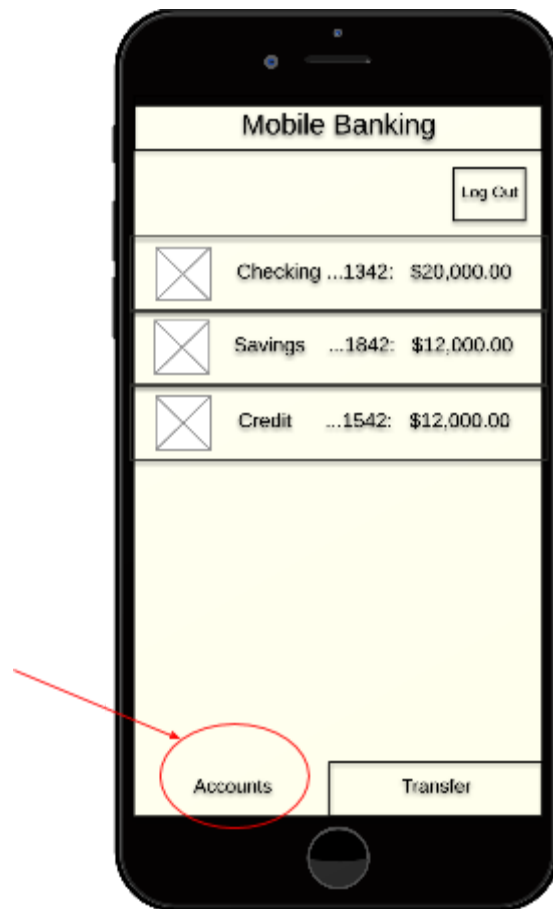 Mobile Banking
Log Out
Checking ...1342: $20,000.00
Savings ...1842: $12,000.00
Credit ...1542: $12,000.00
Accounts Transfer